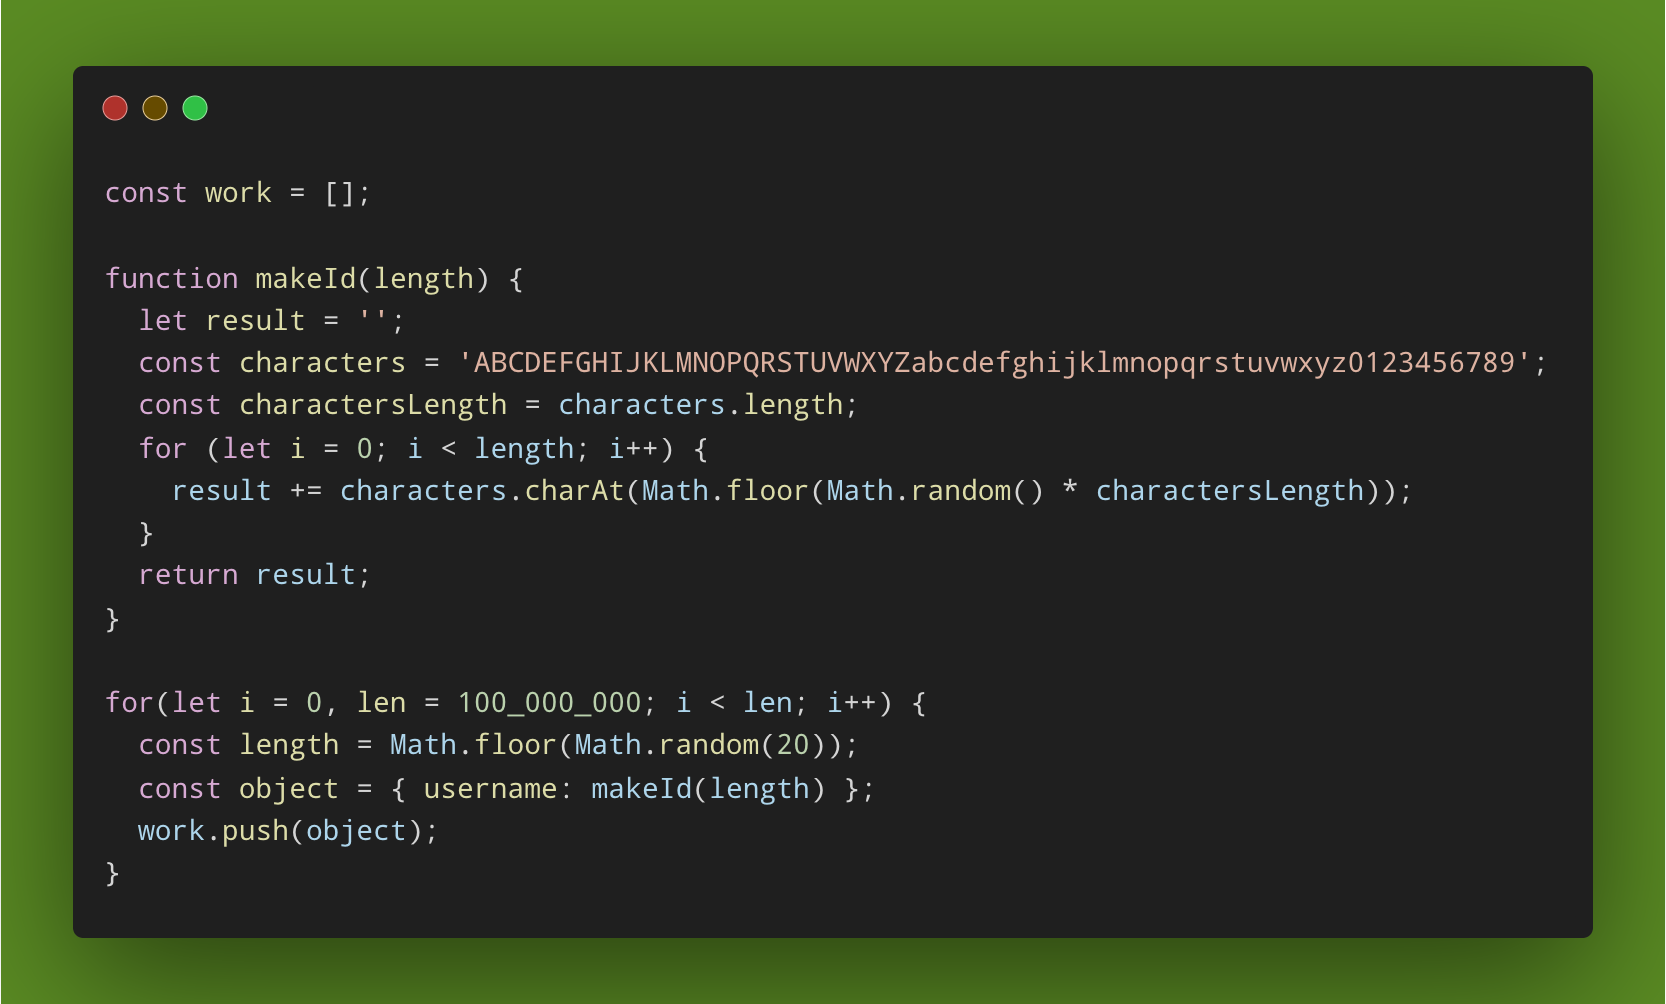 const work = [];
function makeId(length) {
  let result = '';
  const characters = 'ABCDEFGHIJKLMNOPQRSTUVWXYZabcdefghijklmnopqrstuvwxyz0123456789';
  const charactersLength = characters.length;
  for (let i = 0; i < length; i++) {
    result += characters.charAt(Math.floor(Math.random() * charactersLength));
  }
  return result;
}
for(let i = 0, len = 100_000_000; i < len; i++) {
  const length = Math.floor(Math.random(20));
  const object = { username: makeId(length) };
  work.push(object);
}